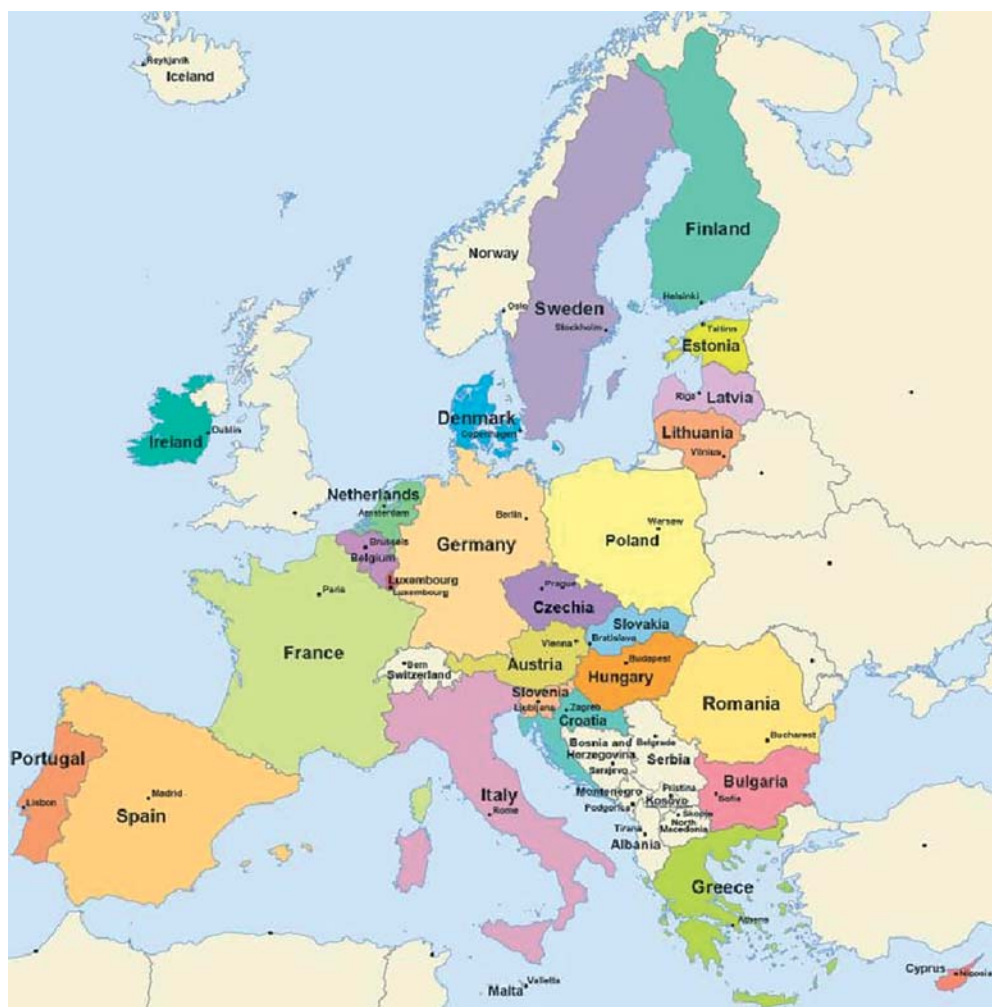 Reykjavik
Iceland
Norway
Finland
Helsinki
Oslo
Sweden
Stockholm
Tallinn
Estonia
Riga
Latvia
Denmark
Copenhagen
Lithuania
Vilnius
Ireland
Dublin
Netherlands
Amsterdam
Berlin
Warsaw
Germany
Poland
Brussels
Belgium
Luxembourg
Luxembourg
Paris
Prague
Czechia
Slovakia
Bratislava
Vienna
France
Bern
Switzerland
Austria
Budapest
Hungary
Slovenia
Ljubljana
Zagreb
Croatia
Romania
Bucharest
Bosnia and
Herzegovina
Sarajevo
Belgrade
Serbia
Portugal
Lisbon
Madrid
Spain
Italy
Rome
Montenegro
Podgorica
Pristina
Kosovo
Bulgaria
Sofia
Skopje
North
Macedonia
Tirana
Albania
Greece
Athens
Malta
Valletta
Cyprus
Nicosia